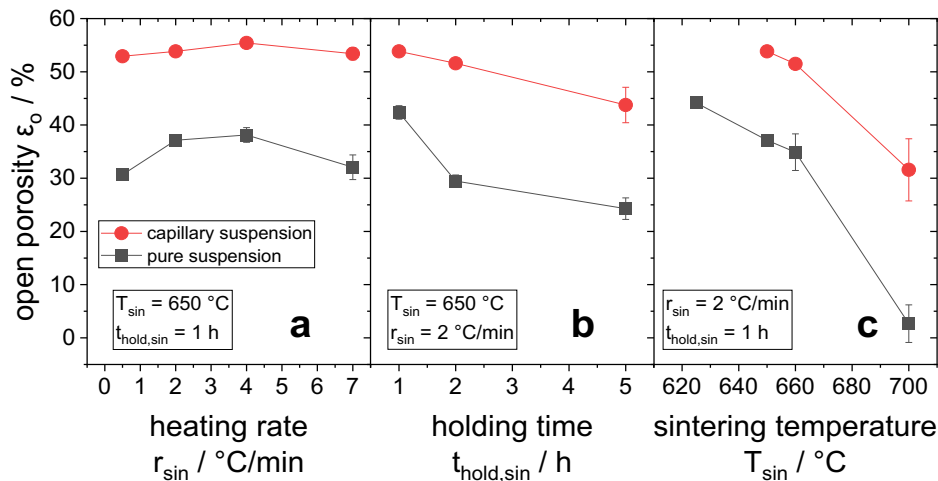 60
50
40
30
20
10
0
open porosity ε_o / %
capillary suspension
pure suspension
T_sin = 650 °C
t_hold,sin = 1 h
a
T_sin = 650 °C
r_sin = 2 °C/min
b
r_sin = 2 °C/min
t_hold,sin = 1 h
c
0 1 2 3 4 5 6 7
1 2 3 4 5
620 640 660 680 700
heating rate
r_sin / °C/min
holding time
t_hold,sin / h
sintering temperature
T_sin / °C